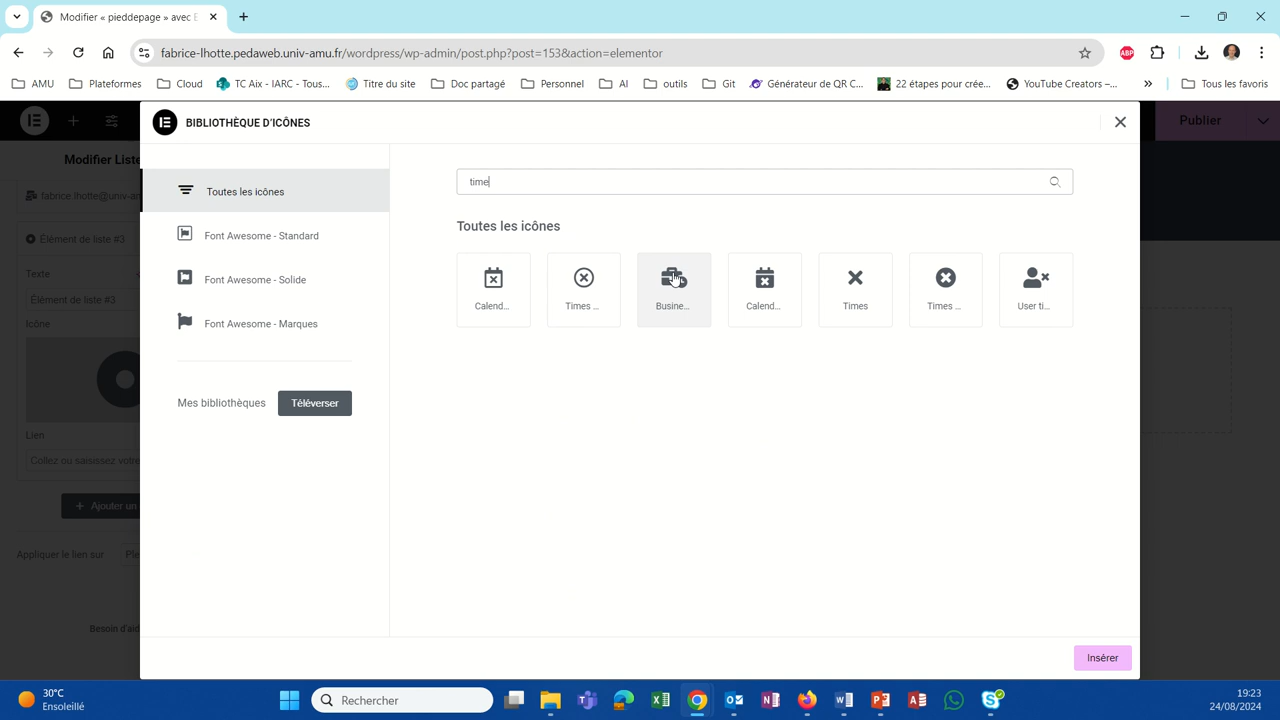 Modifier « pieddepage » avec E
fabrice-lhotte.pedaweb.univ-amu.fr/wordpress/wp-admin/post.php?post=153&action=elementor
ABP
AMU
Plateformes
Cloud
TC Aix - IARC - Tous...
Titre du site
Doc partagé
Personnel
AI
outils
Git
Générateur de QR C...
22 étapes pour crée...
YouTube Creators –...
»
Tous les favoris
Publier
Modifier Liste
fabrice.lhotte@univ-am
Élément de liste #3
Texte
Élément de liste #3
Icône
Lien
Collez ou saisissez votre
+ Ajouter un
Appliquer le lien sur
Ple
Besoin d'aid
BIBLIOTHÈQUE D'ICÔNES
Toutes les icônes
Font Awesome - Standard
Font Awesome - Solide
Font Awesome - Marques
Mes bibliothèques
Téléverser
time
Toutes les icônes
Calend...
Times ...
Busine...
Calend...
Times
Times ...
User ti...
Insérer
30°C
Ensoleillé
Rechercher
19:23
24/08/2024